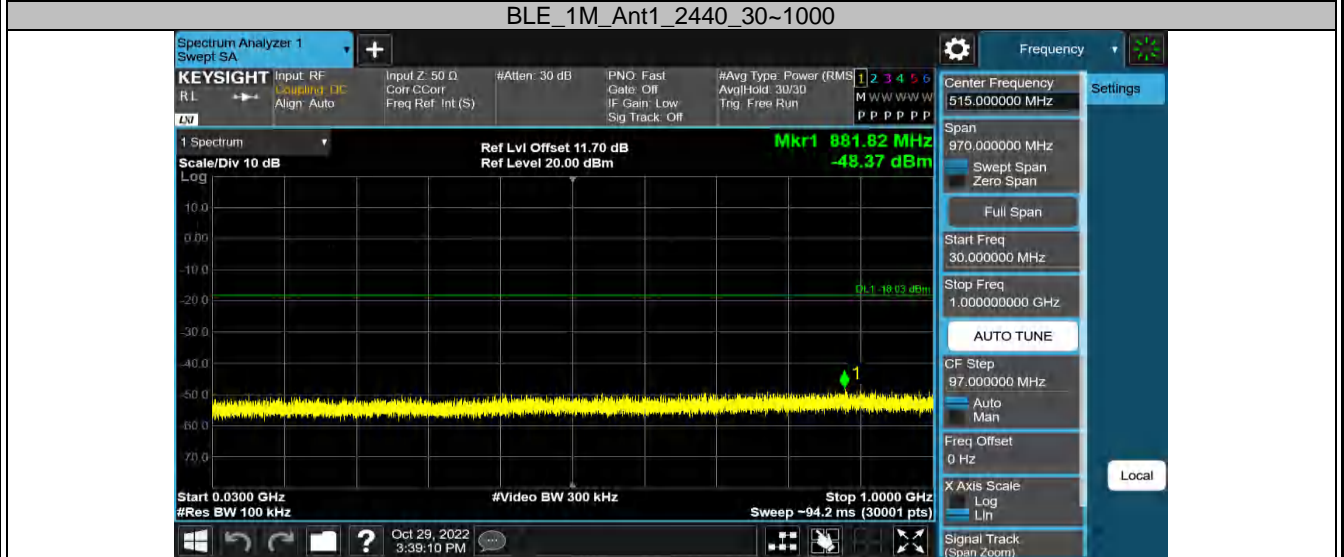 BLE_1M_Ant1_2440_30~1000
Spectrum Analyzer 1
Swept SA
Frequency
KEYSIGHT
RL
LXI
Input: RF
Coupling: DC
Align: Auto
Input Z: 50 Ω
Corr CCorr
Freq Ref: Int (S)
#Atten: 30 dB
PNO: Fast
Gate: Off
IF Gain: Low
Sig Track: Off
#Avg Type: Power (RMS
Avg|Hold: 30/30
Trig: Free Run
1 2 3 4 5 6
M W W W W W
P P P P P P
1 Spectrum
Scale/Div 10 dB
Log
Ref Lvl Offset 11.70 dB
Ref Level 20.00 dBm
Mkr1 881.82 MHz
-48.37 dBm
10.0
0.00
-10.0
-20.0
-30.0
-40.0
-50.0
-60.0
-70.0
DL1 -18.03 dBm
1
Start 0.0300 GHz
#Res BW 100 kHz
#Video BW 300 kHz
Stop 1.0000 GHz
Sweep ~94.2 ms (30001 pts)
?
Oct 29, 2022
3:39:10 PM
Center Frequency
515.000000 MHz
Span
970.000000 MHz
Swept Span
Zero Span
Full Span
Start Freq
30.000000 MHz
Stop Freq
1.000000000 GHz
AUTO TUNE
CF Step
97.000000 MHz
Auto
Man
Freq Offset
0 Hz
X Axis Scale
Log
Lin
Signal Track
(Span Zoom)
Settings
Local